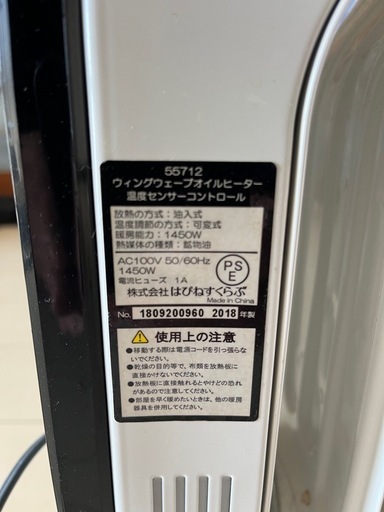 55712
ウィングウェーブオイルヒーター
温度センサーコントロール
放熱の方式：油入式
温度調節の方式：可変式
暖房能力：1450W
熱媒体の種類：鉱物油
AC100V 50/60Hz
1450W
電流ヒューズ 1A
PS
E
株式会社 はぴねすくらぶ
Made in China
No. 1809200960 2018 年製
使用上の注意
●移動する際は電源コードを引っ張らな
いでください。
●乾燥の目的等で、布類を放熱板に
直接かけないでください。
●放熱板に直接触れるとやけどの恐れ
があるので注意してください。
●部屋を早く暖めたいときは、他の暖房
器具を併用してください。